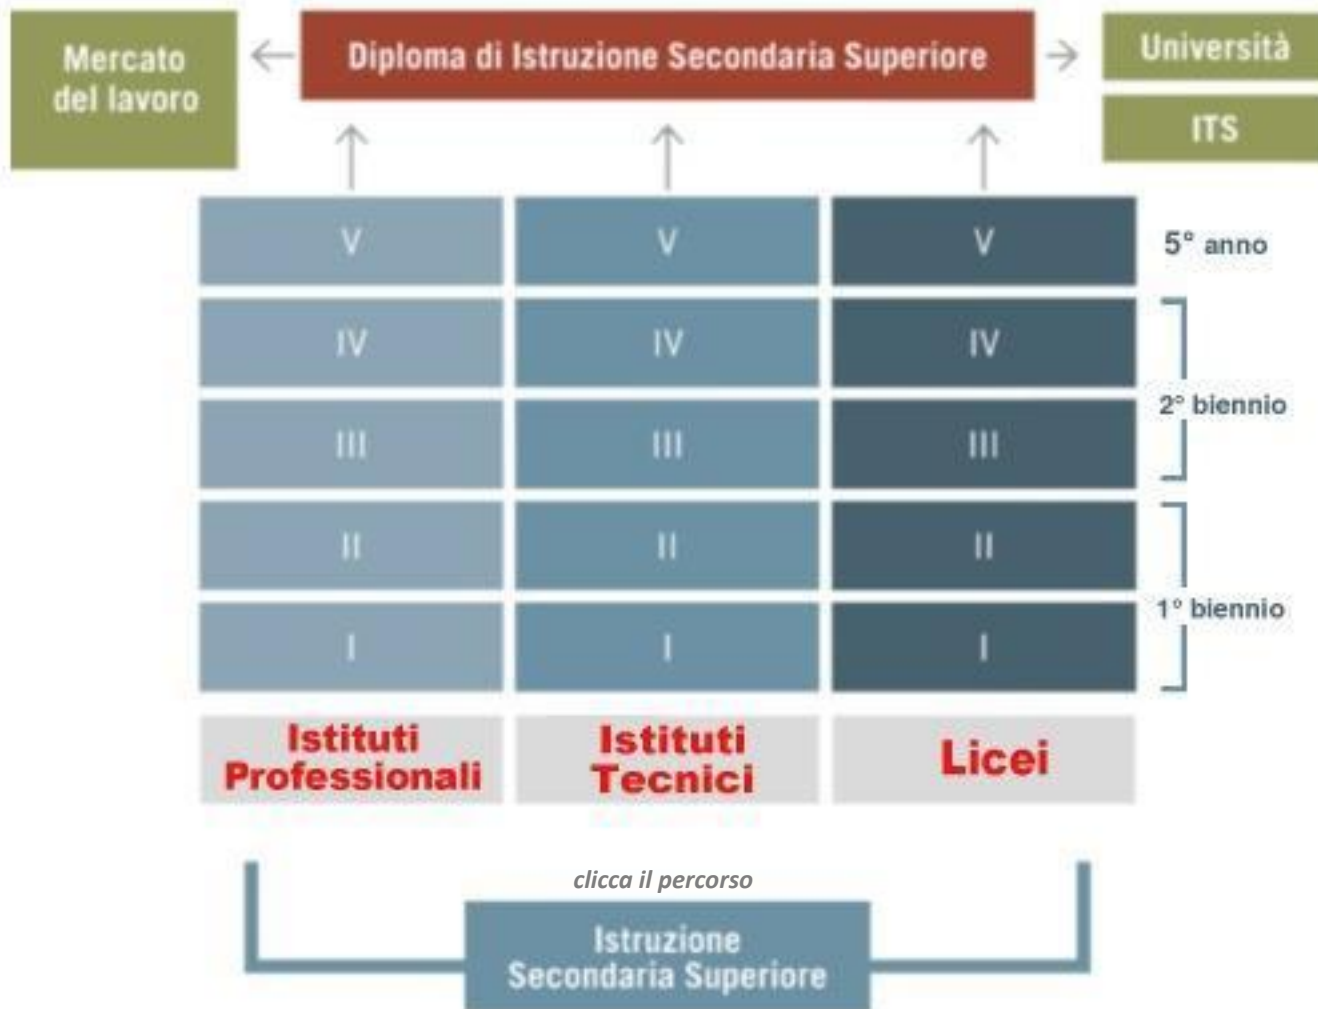 Mercato
del lavoro
Diploma di Istruzione Secondaria Superiore
Università
ITS
V
V
V
5° anno
IV
IV
IV
2° biennio
III
III
III
II
II
II
1° biennio
I
I
I
Istituti
Professionali
Istituti
Tecnici
Licei
clicca il percorso
Istruzione
Secondaria Superiore